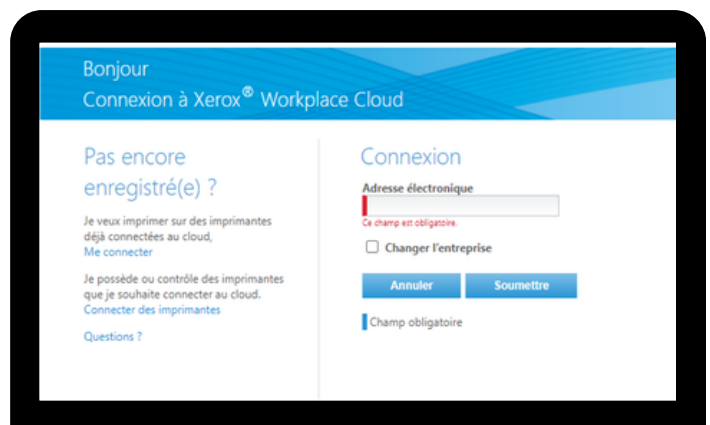 Bonjour
Connexion à Xerox® Workplace Cloud
Pas encore
enregistré(e) ?
Je veux imprimer sur des imprimantes
déjà connectées au cloud,
Me connecter
Je possède ou contrôle des imprimantes
que je souhaite connecter au cloud.
Connecter des imprimantes
Questions ?
Connexion
Adresse électronique
Ce champ est obligatoire.
Changer l'entreprise
Annuler
Soumettre
Champ obligatoire